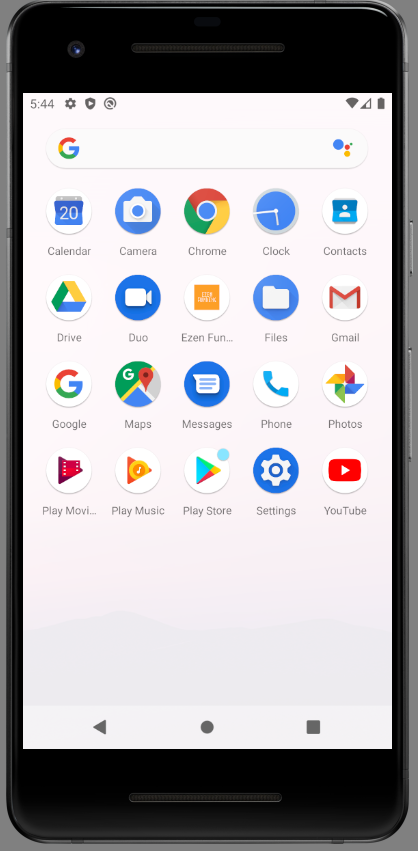 5:44
G
20
Calendar Camera Chrome Clock Contacts
EZEN
Drive Duo Ezen Fun... Files Gmail
G G
Google Maps Messages Phone Photos
Play Movi... Play Music Play Store Settings YouTube